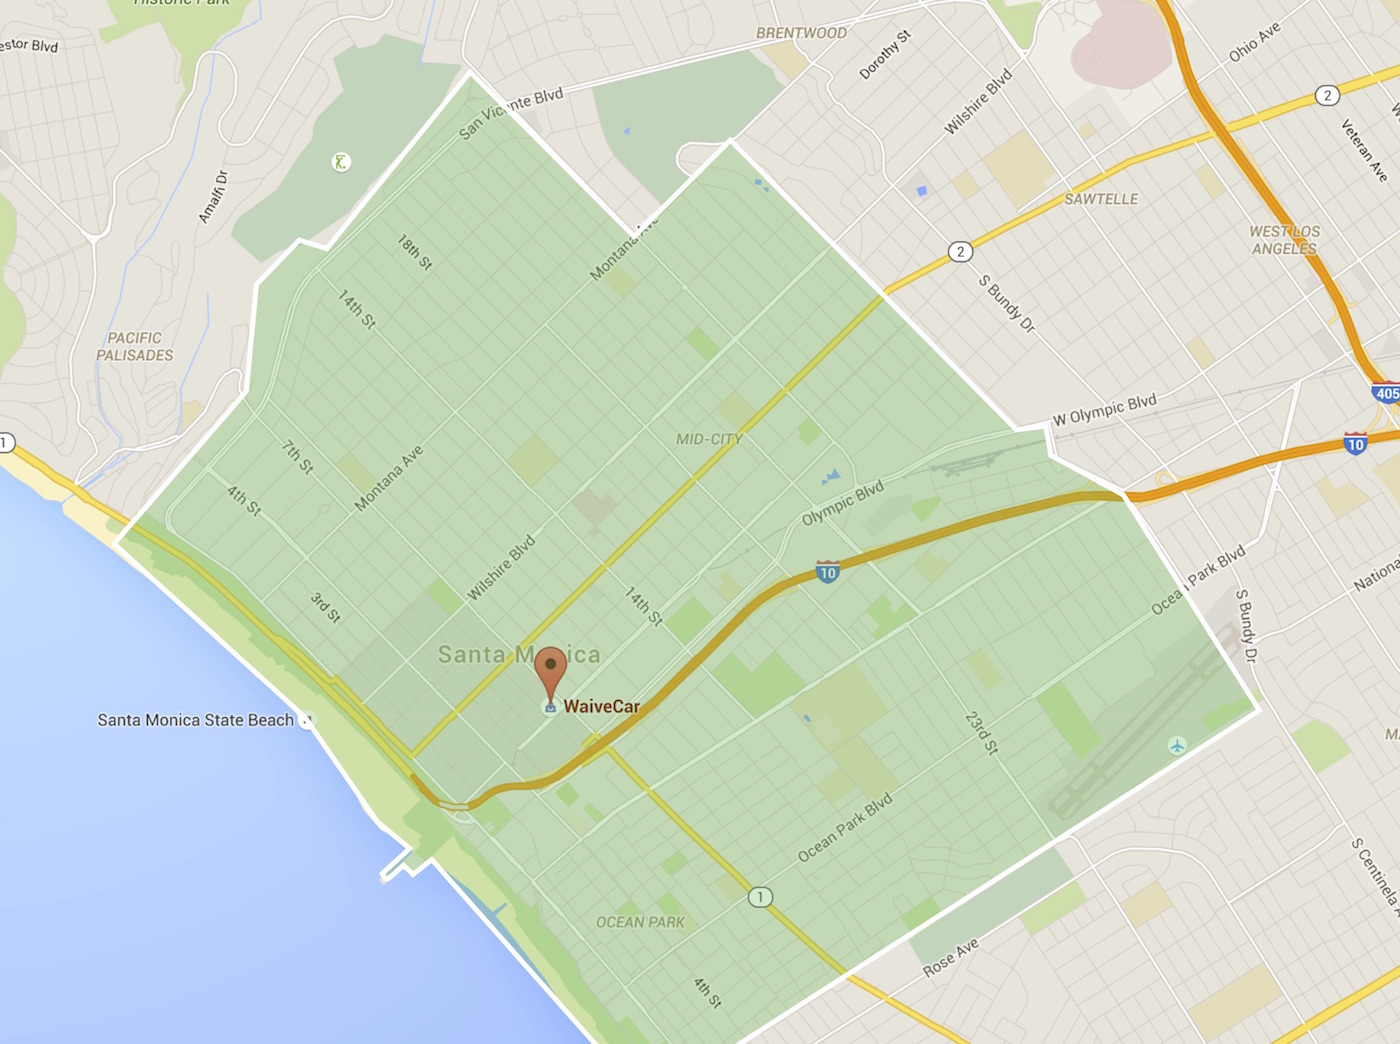 Historic Park
estor Blvd
BRENTWOOD
Dorothy St
Ohio Ave
Wilshire Blvd
2
San Vicente Blvd
Veteran Ave
Amalfi Dr
SAWTELLE
18th St
Montana Ave
WEST LOS
ANGELES
2
S Bundy Dr
14th St
PACIFIC
PALISADES
405
W Olympic Blvd
10
1
MID-CITY
7th St
Montana Ave
4th St
Olympic Blvd
Wilshire Blvd
10
Ocean Park Blvd
National
3rd St
14th St
S Bundy Dr
Santa Monica
WaiveCar
Santa Monica State Beach
23rd St
Ocean Park Blvd
1
S Centinela A
OCEAN PARK
Rose Ave
4th St